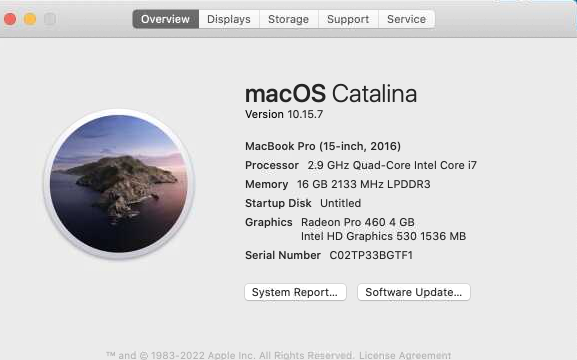 Overview Displays Storage Support Service
macOS Catalina
Version 10.15.7
MacBook Pro (15-inch, 2016)
Processor 2.9 GHz Quad-Core Intel Core i7
Memory 16 GB 2133 MHz LPDDR3
Startup Disk Untitled
Graphics Radeon Pro 460 4 GB
Intel HD Graphics 530 1536 MB
Serial Number C02TP33BGTF1
System Report... Software Update...
™ and © 1983-2022 Apple Inc. All Rights Reserved. License Agreement